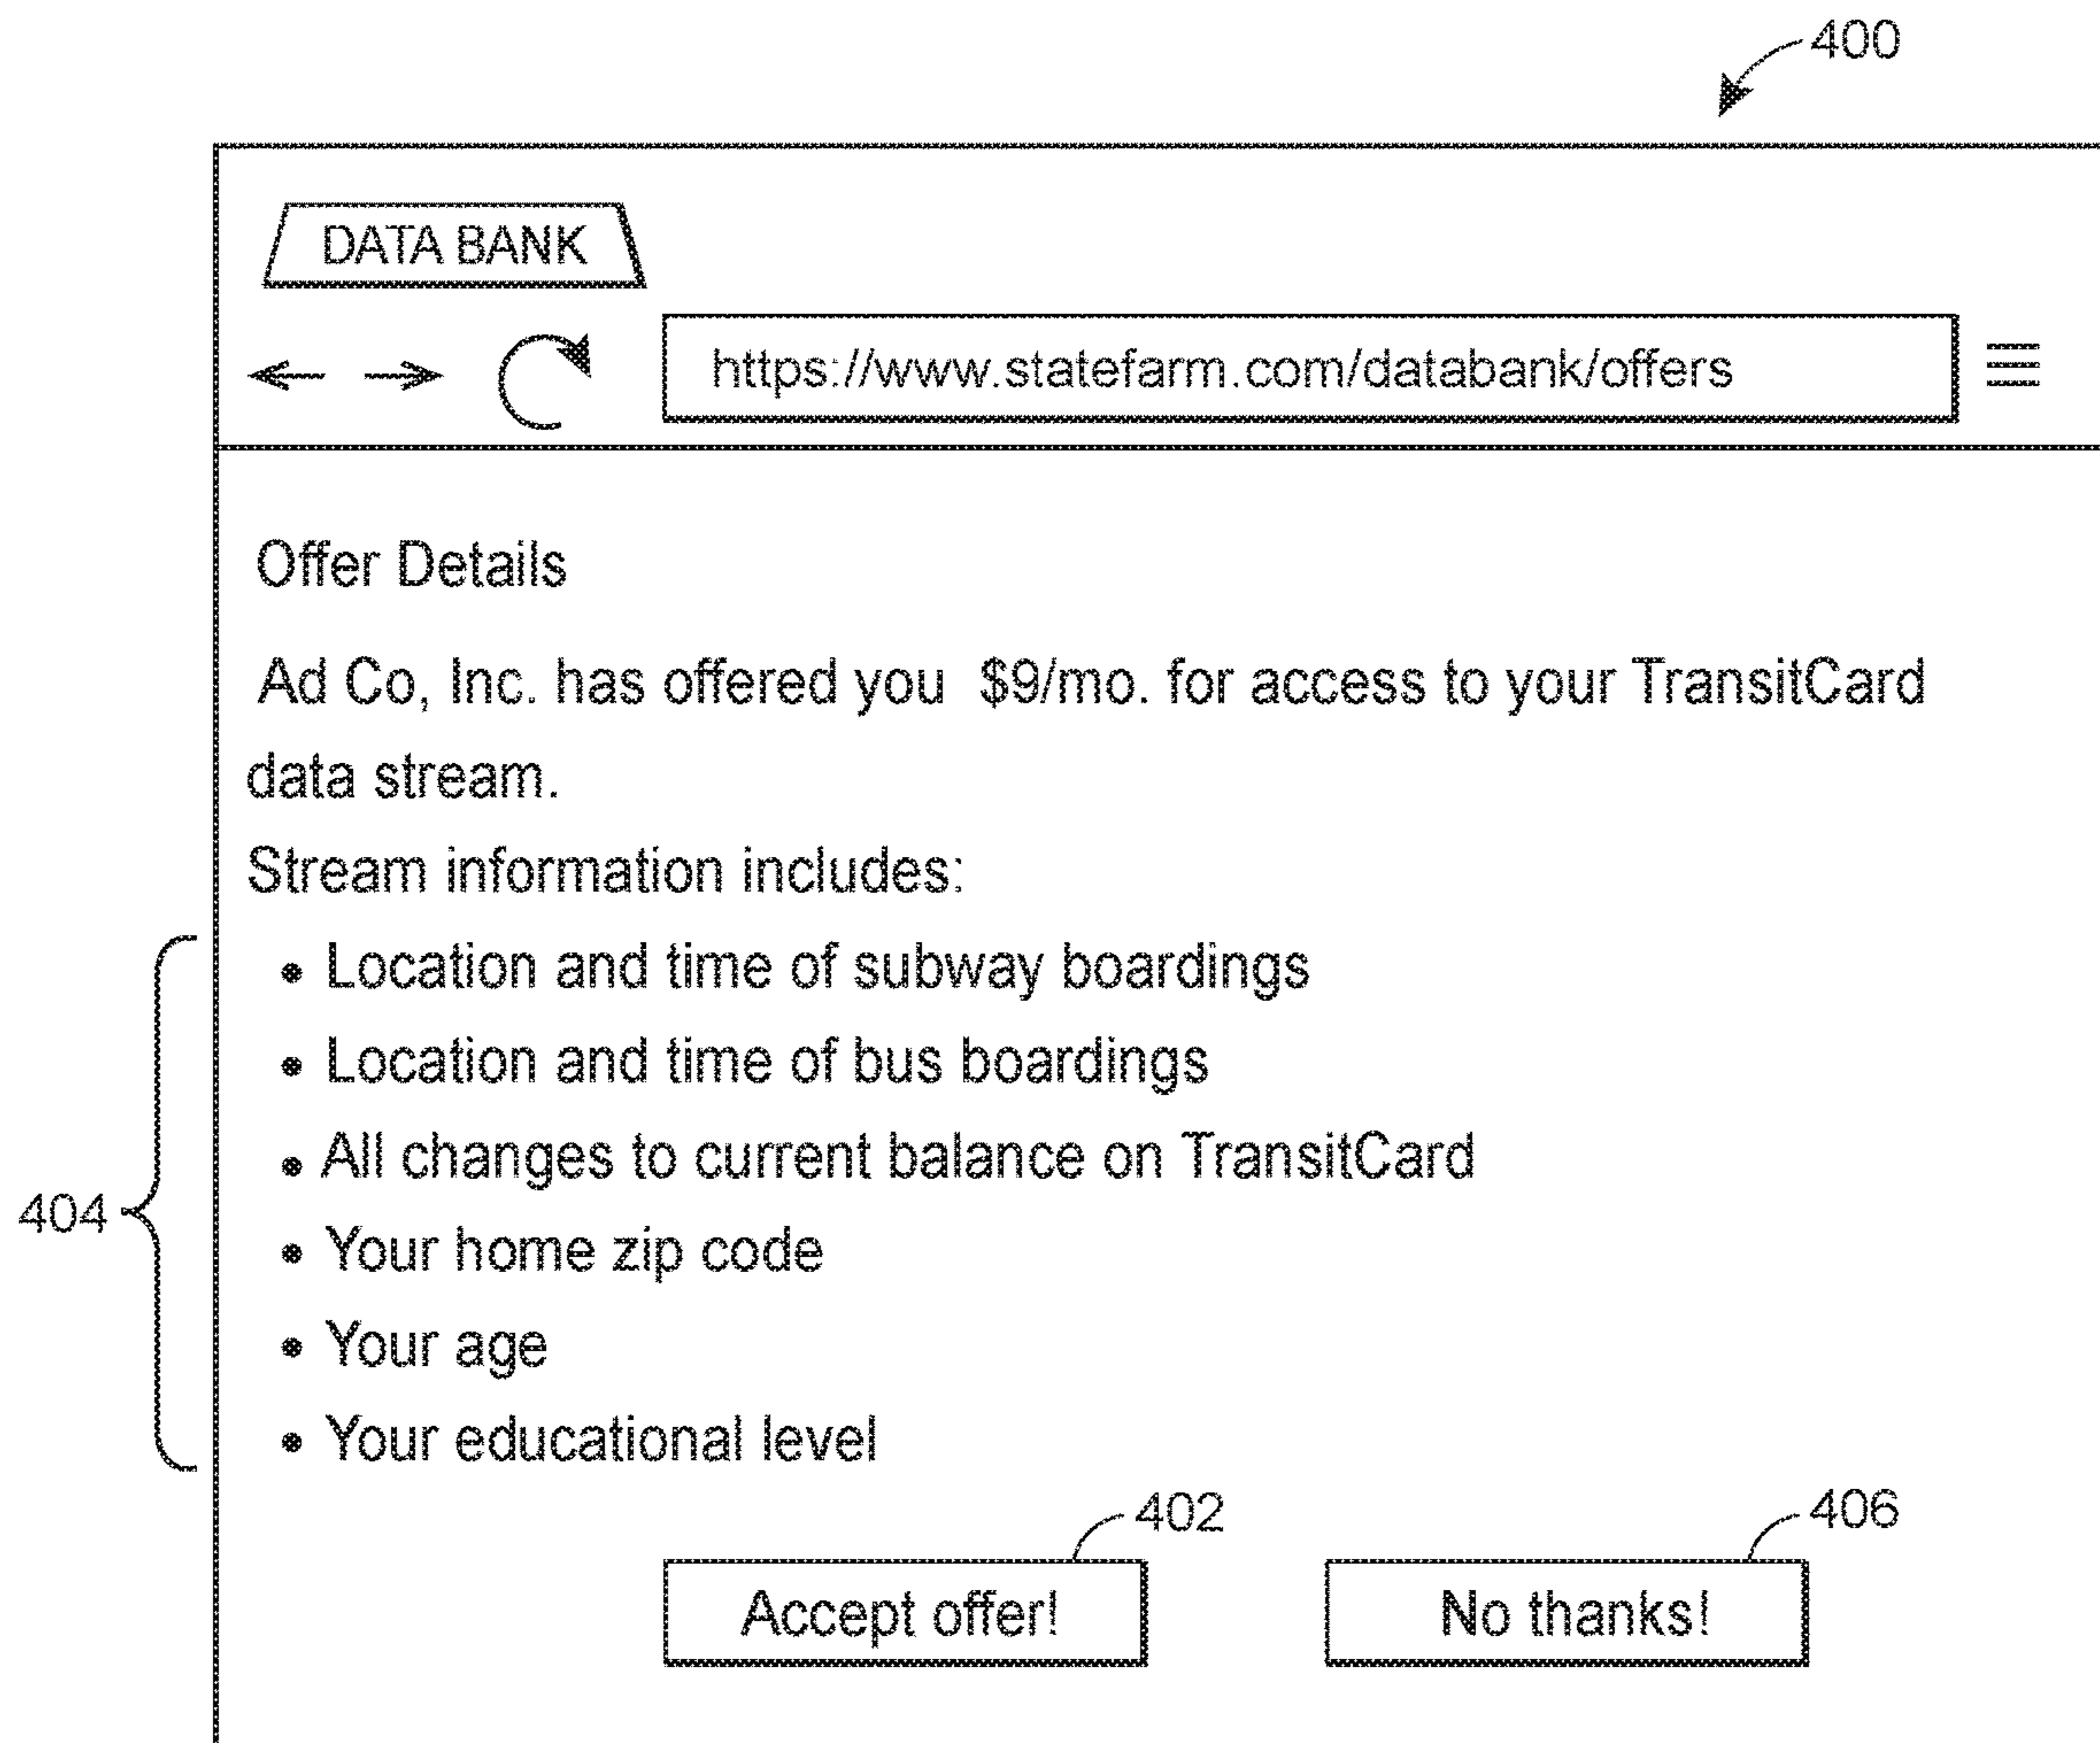 400
DATA BANK
https://www.statefarm.com/databank/offers
Offer Details
Ad Co, Inc. has offered you $9/mo. for access to your TransitCard
data stream.
Stream information includes:
• Location and time of subway boardings
• Location and time of bus boardings
• All changes to current balance on TransitCard
404
• Your home zip code
• Your age
• Your educational level
402
406
Accept offer!
No thanks!